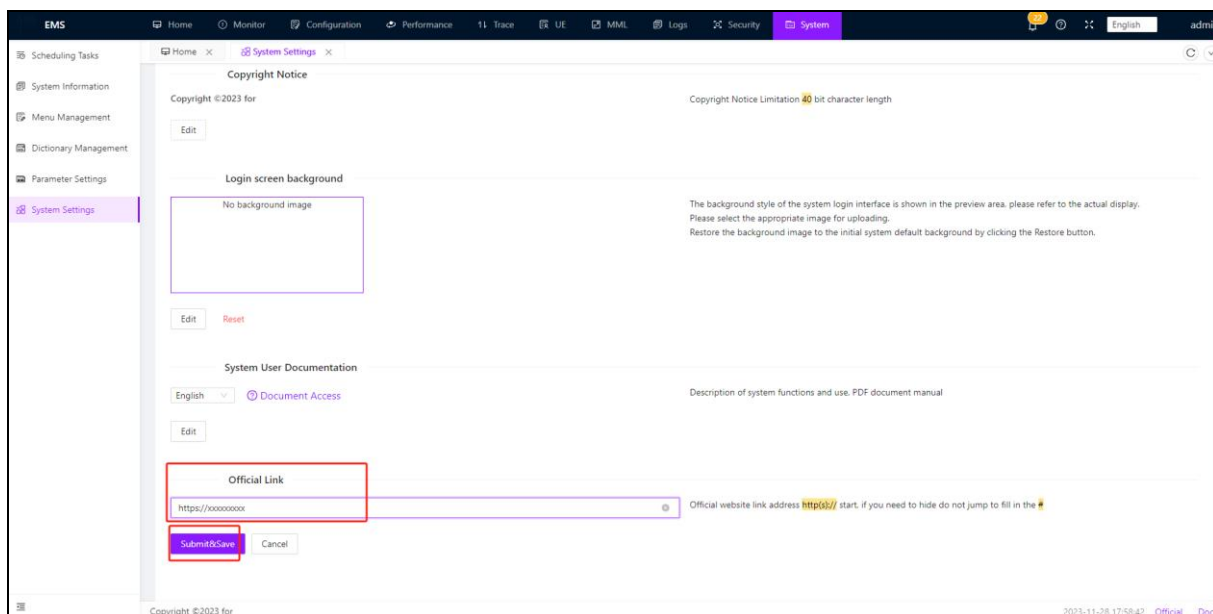 EMS Home Monitor Configuration Performance Trace UE MML Logs Security System 22 English
Scheduling Tasks Home System Settings
System Information
Menu Management
Dictionary Management
Parameter Settings
System Settings
Copyright Notice
Copyright ©2023 for Copyright Notice Limitation 40 bit character length
Edit
Login screen background
No background image The background style of the system login interface is shown in the preview area. please refer to the actual display.
Please select the appropriate image for uploading.
Restore the background image to the initial system default background by clicking the Restore button.
Edit Reset
System User Documentation
English Document Access Description of system functions and use. PDF document manual
Edit
Official Link
https://xxxxxxxxx Official website link address http(s):// start. if you need to hide do not jump to fill in the #
Submit&Save Cancel
Copyright ©2023 for 2023-11-28 17:58:42 Official